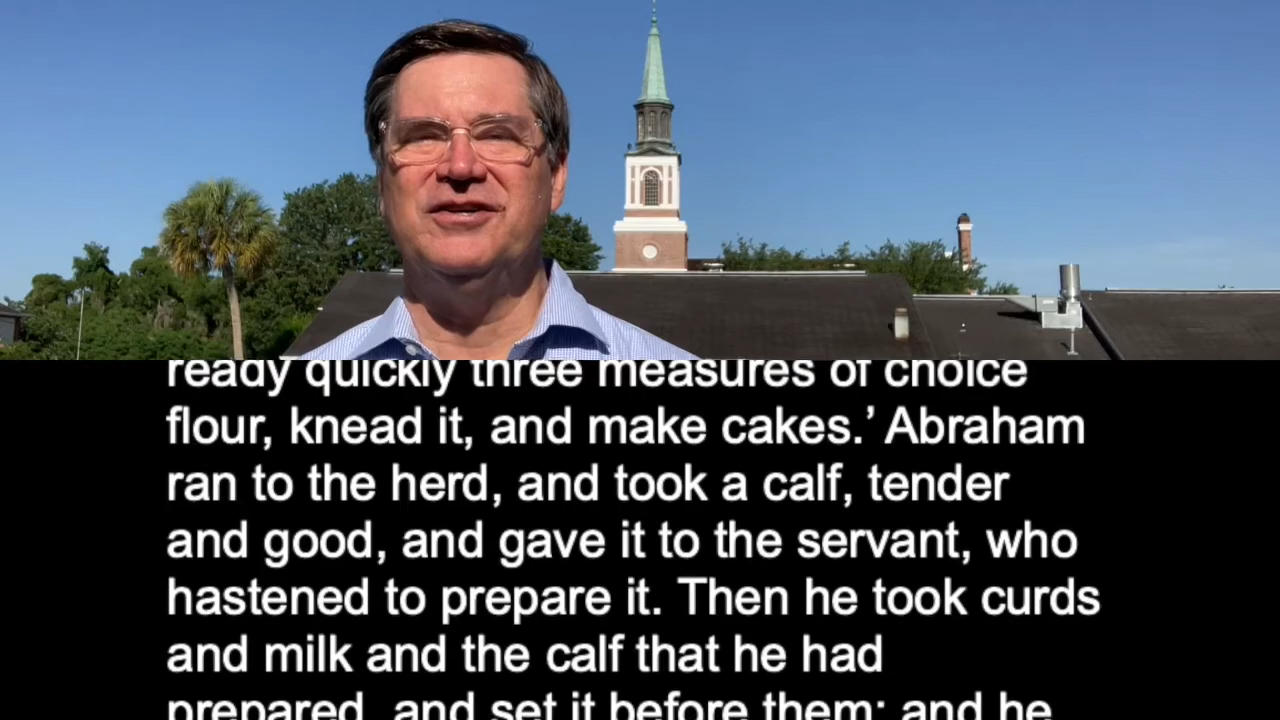 ready quickly three measures of choice
flour, knead it, and make cakes.’ Abraham
ran to the herd, and took a calf, tender
and good, and gave it to the servant, who
hastened to prepare it. Then he took curds
and milk and the calf that he had
prepared, and set it before them; and he